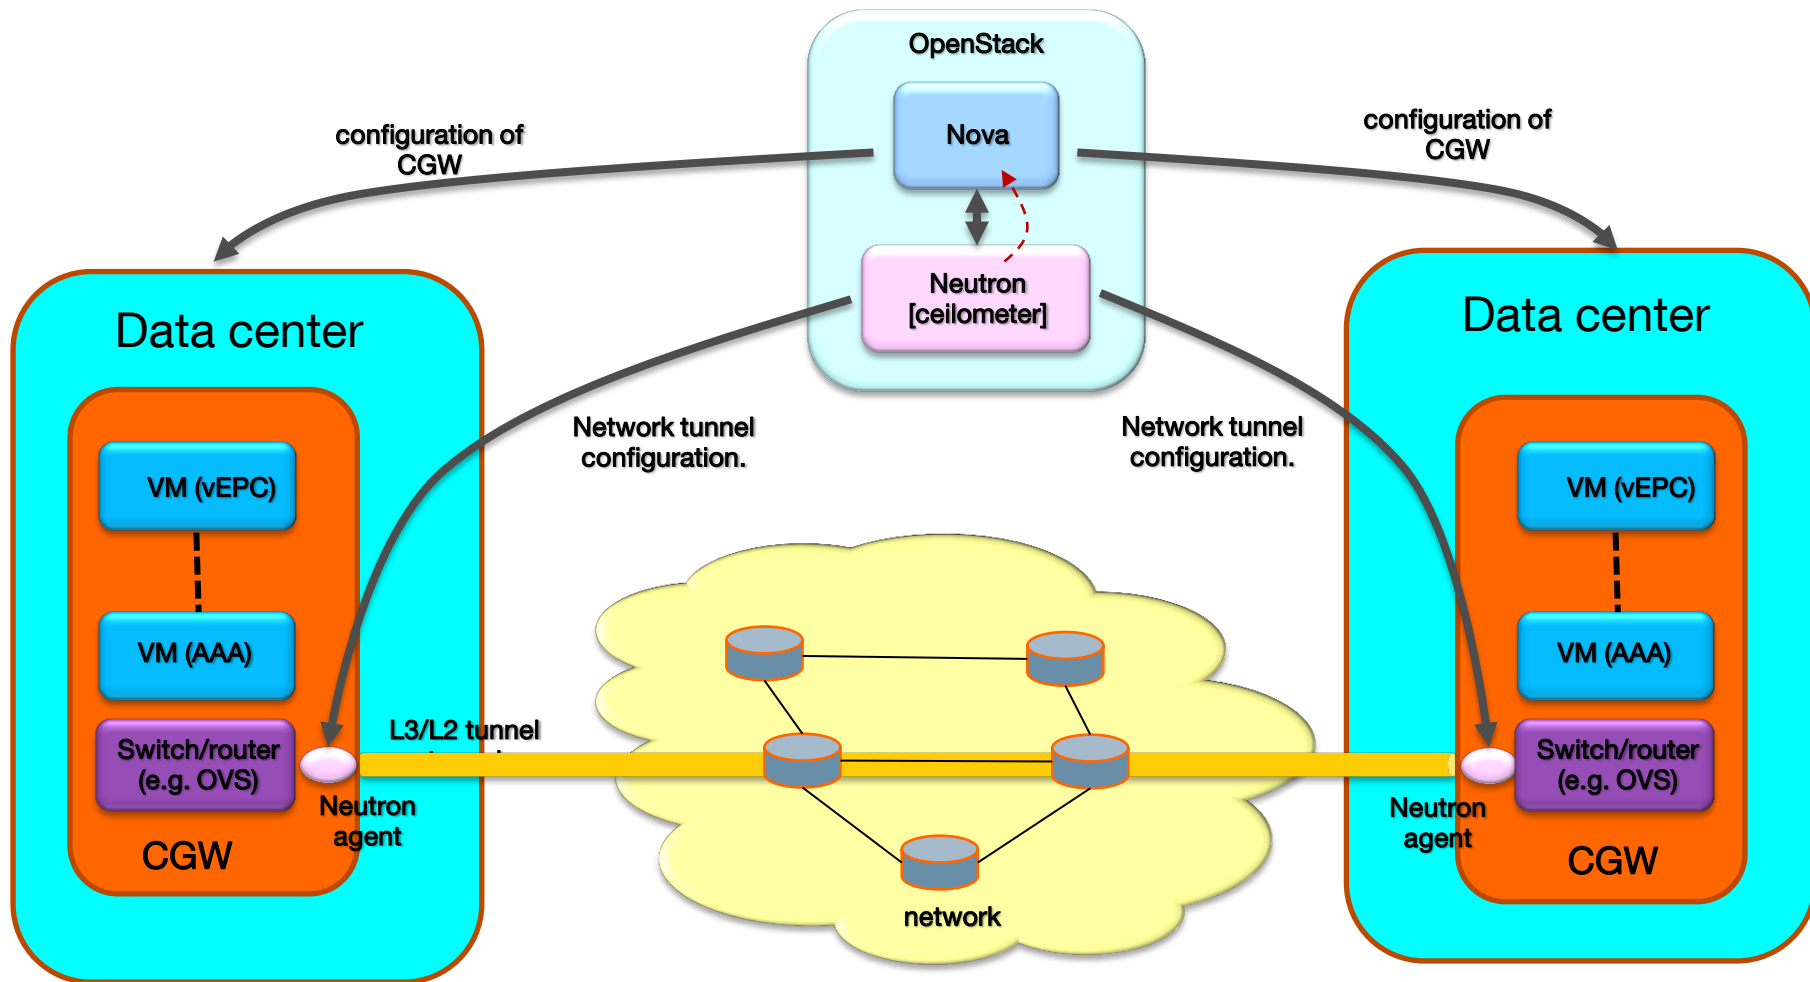 OpenStack
Nova
Neutron
[ceilometer]
configuration of
CGW
configuration of
CGW
Data center
Data center
Network tunnel
configuration.
Network tunnel
configuration.
VM (vEPC)
VM (AAA)
Switch/router
(e.g. OVS)
CGW
Neutron
agent
L3/L2 tunnel
network
VM (vEPC)
VM (AAA)
Switch/router
(e.g. OVS)
CGW
Neutron
agent